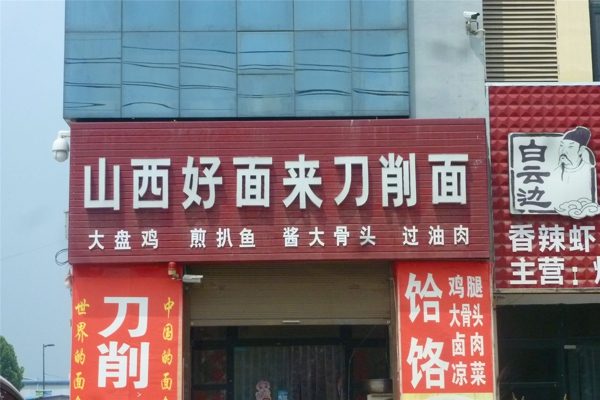 山西好面来刀削面
大盘鸡 煎扒鱼 酱大骨头 过油肉
世界的面
刀削
中国的面
饸饹
鸡腿
大骨头
卤肉
凉菜
白云边
香辣虾
主营：